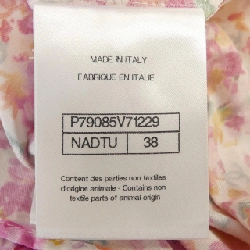 MADE IN ITALY
FABRIQUE EN ITALIE
P79085V71229
NADTU 38
Contient des parties non textiles
d'origine animale - Contains non
textile parts of animal origin